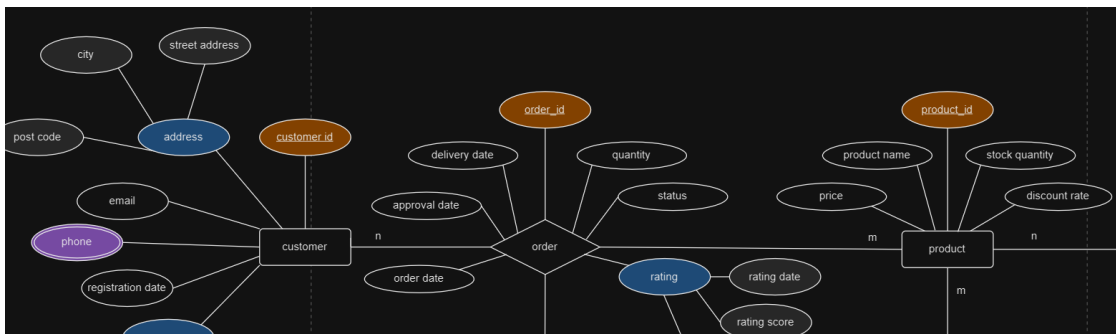 city
street address
post code
address
customer id
order_id
product_id
delivery date
quantity
product name
stock quantity
email
approval date
status
price
discount rate
phone
customer
n
order
m
product
n
registration date
order date
rating
rating date
m
rating score